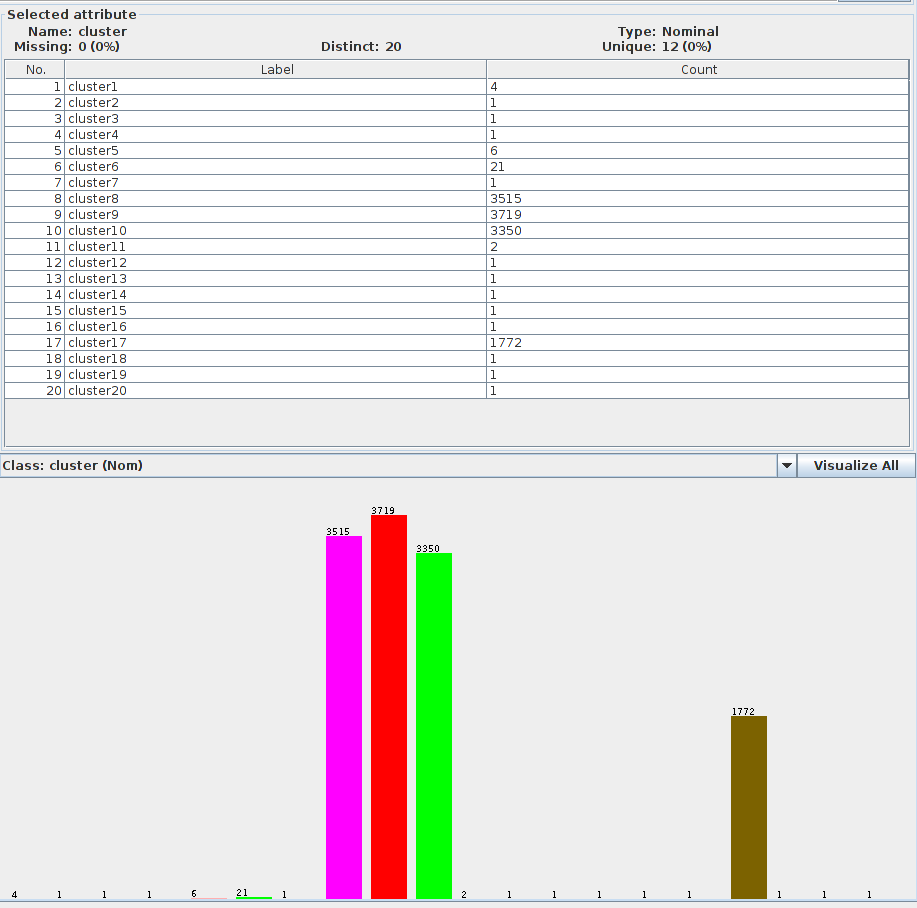 Selected attribute
Name: cluster Type: Nominal
Missing: 0 (0%) Distinct: 20 Unique: 12 (0%)
No. Label Count
1 cluster1 4
2 cluster2 1
3 cluster3 1
4 cluster4 1
5 cluster5 6
6 cluster6 21
7 cluster7 1
8 cluster8 3515
9 cluster9 3719
10 cluster10 3350
11 cluster11 2
12 cluster12 1
13 cluster13 1
14 cluster14 1
15 cluster15 1
16 cluster16 1
17 cluster17 1772
18 cluster18 1
19 cluster19 1
20 cluster20 1
Class: cluster (Nom) Visualize All
3719
3515
3350
1772
4 1 1 1 6 21 1 2 1 1 1 1 1 1 1 1